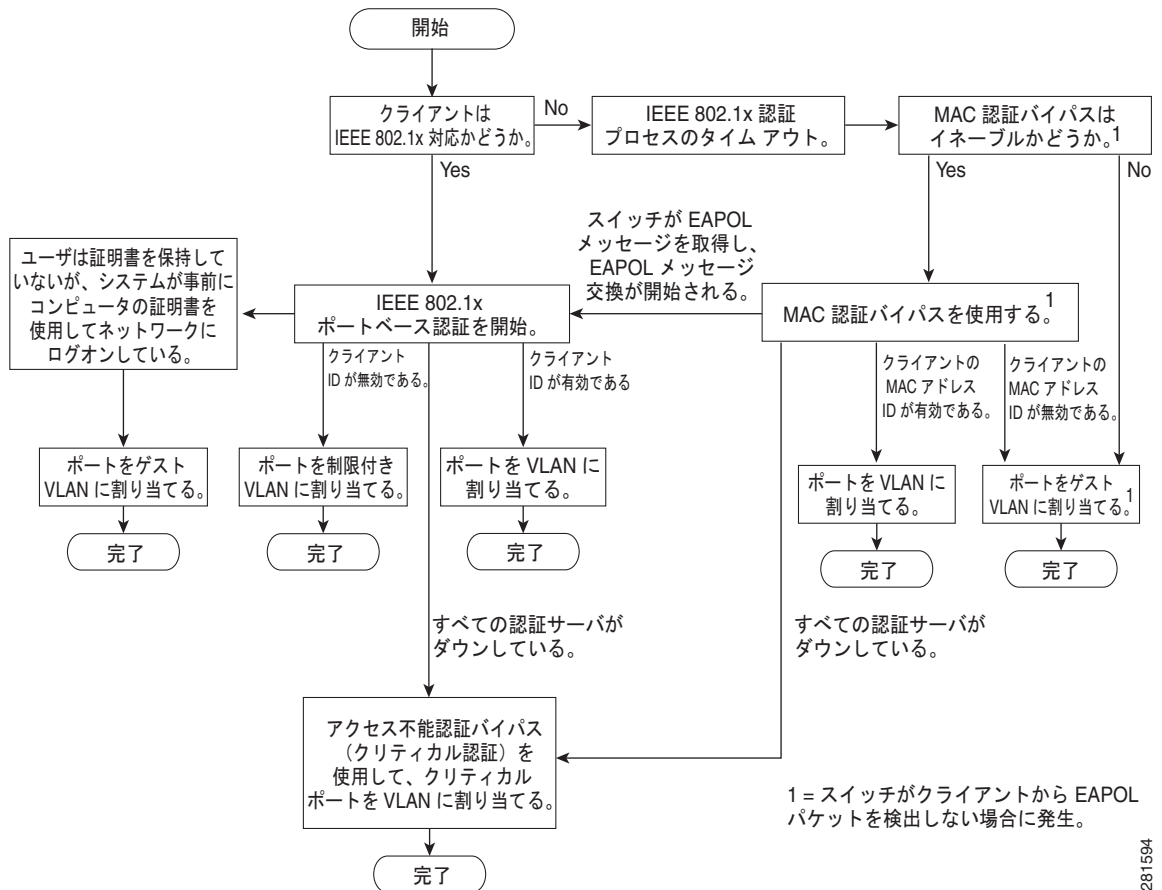 開始
クライアントは
IEEE 802.1x 対応かどうか。
No
IEEE 802.1x 認証
プロセスのタイム アウト。
MAC 認証バイパスは
イネーブルかどうか。1
Yes
Yes
No
スイッチが EAPOL
メッセージを取得し、
EAPOL メッセージ
交換が開始される。
ユーザは証明書を保持して
いないが、システムが事前に
コンピュータの証明書を
使用してネットワークに
ログオンしている。
IEEE 802.1x
ポートベース認証を開始。
MAC 認証バイパスを使用する。1
クライアント
ID が無効である。
クライアント
ID が有効である
クライアントの
MAC アドレス
ID が有効である。
クライアントの
MAC アドレス
ID が無効である。
ポートをゲスト
VLAN に割り当てる。
ポートを制限付き
VLAN に割り当てる。
ポートを VLAN に
割り当てる。
ポートを VLAN に
割り当てる。
ポートをゲスト
VLAN に割り当てる。1
完了
完了
完了
完了
完了
すべての認証サーバが
ダウンしている。
すべての認証サーバが
ダウンしている。
アクセス不能認証バイパス
（クリティカル認証）を
使用して、クリティカル
ポートを VLAN に割り当てる。
1 = スイッチがクライアントから EAPOL
パケットを検出しない場合に発生。
完了
281594